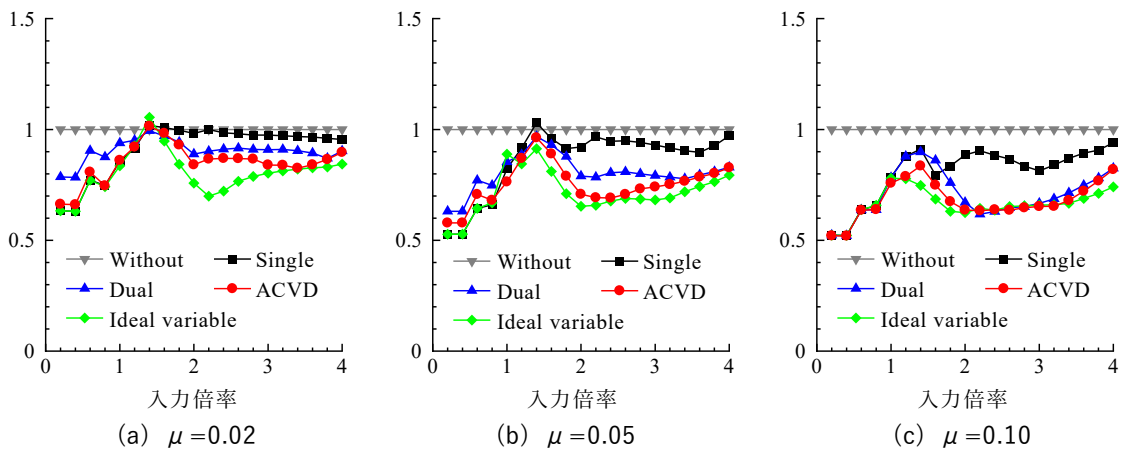 1.5
1
0.5
0
0 1 2 3 4
Without Single
Dual ACVD
Ideal variable
入力倍率
(a) μ=0.02
1.5
1
0.5
0
0 1 2 3 4
Without Single
Dual ACVD
Ideal variable
入力倍率
(b) μ=0.05
1.5
1
0.5
0
0 1 2 3 4
Without Single
Dual ACVD
Ideal variable
入力倍率
(c) μ=0.10